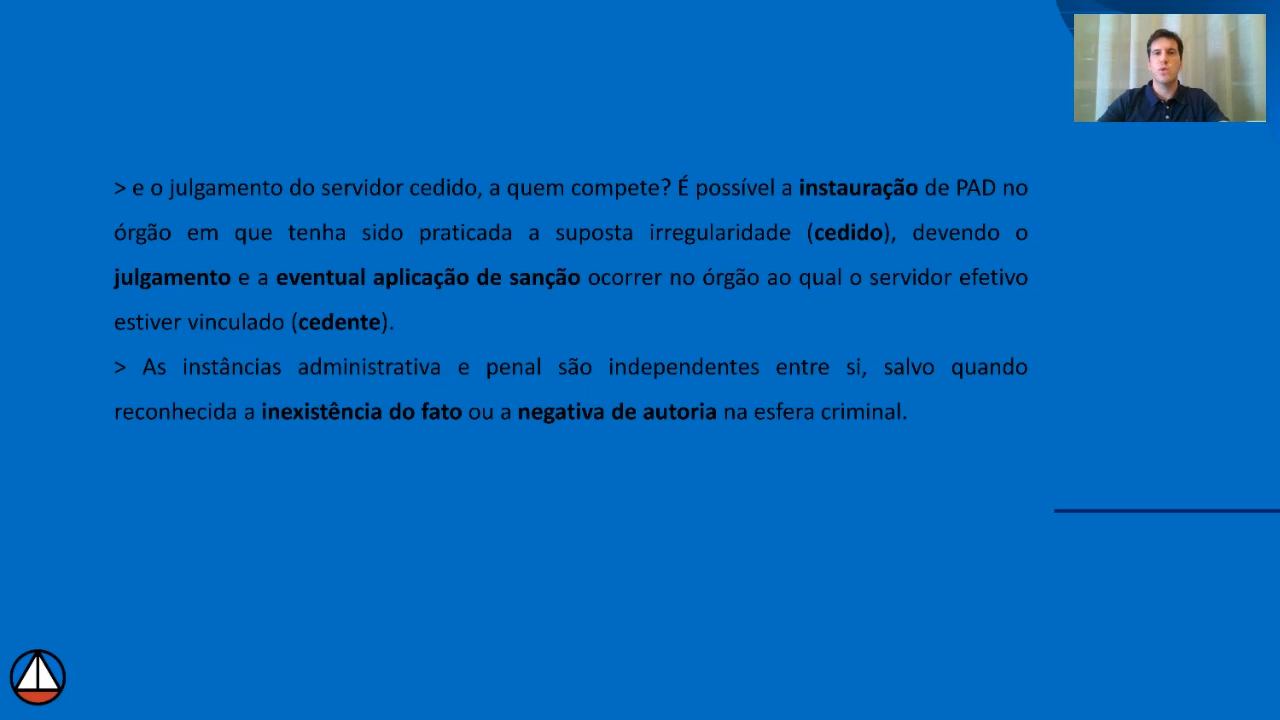 > e o julgamento do servidor cedido, a quem compete? É possível a instauração de PAD no
órgão em que tenha sido praticada a suposta irregularidade (cedido), devendo o
julgamento e a eventual aplicação de sanção ocorrer no órgão ao qual o servidor efetivo
estiver vinculado (cedente).
> As instâncias administrativa e penal são independentes entre si, salvo quando
reconhecida a inexistência do fato ou a negativa de autoria na esfera criminal.